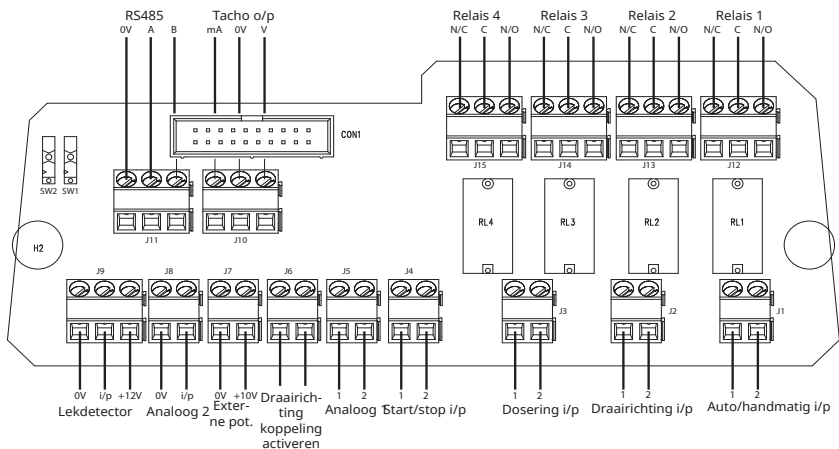 RS485 Tacho o/p Relais 4 Relais 3 Relais 2 Relais 1
0V A B mA 0V V N/C C N/O N/C C N/O N/C C N/O N/C C N/O
CON1
J15 J14 J13 J12
SW2 SW1
RL4 RL3 RL2 RL1
J11 J10
H2
J9 J8 J7 J6 J5 J4 J3 J2 J1
0V i/p +12V 0V i/p 0V +10V 1 2 1 2 1 2 1 2 1 2
Lekdetector Analoog 2 Exter-
ne pot. Draairich-
ting
koppeling
activeren Analoog 1 Start/stop i/p Dosering i/p Draairichting i/p Auto/handmatig i/p